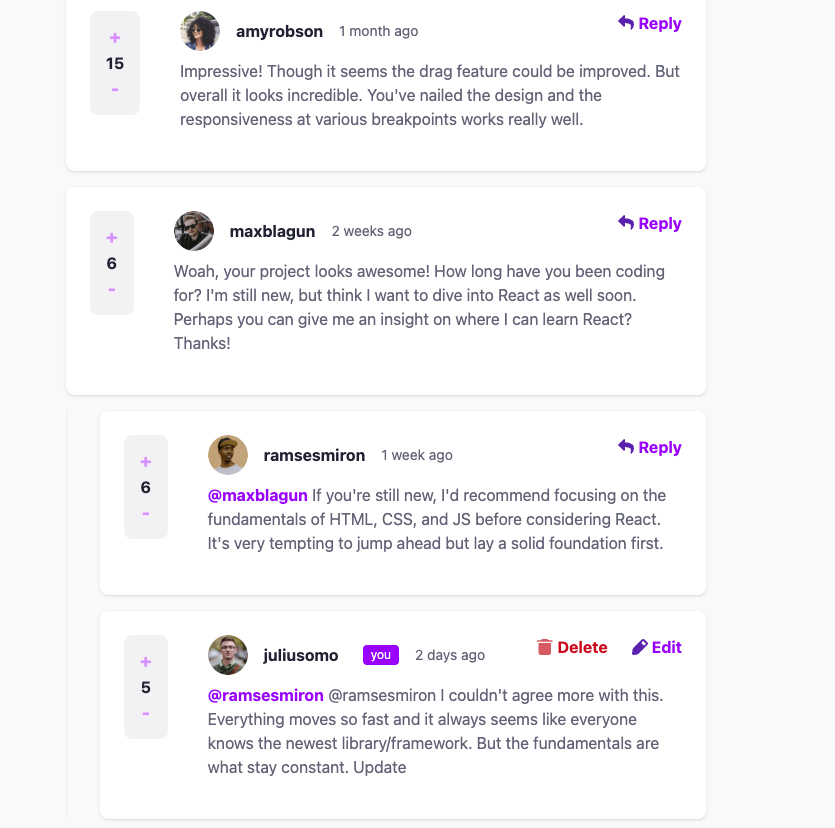 +
15
-
amyrobson 1 month ago Reply
Impressive! Though it seems the drag feature could be improved. But
overall it looks incredible. You've nailed the design and the
responsiveness at various breakpoints works really well.
+
6
-
maxblagun 2 weeks ago Reply
Woah, your project looks awesome! How long have you been coding
for? I'm still new, but think I want to dive into React as well soon.
Perhaps you can give me an insight on where I can learn React?
Thanks!
+
6
-
ramsesmiron 1 week ago Reply
@maxblagun If you're still new, I'd recommend focusing on the
fundamentals of HTML, CSS, and JS before considering React.
It's very tempting to jump ahead but lay a solid foundation first.
+
5
-
juliusomo you 2 days ago Delete Edit
@ramsesmiron @ramsesmiron I couldn't agree more with this.
Everything moves so fast and it always seems like everyone
knows the newest library/framework. But the fundamentals are
what stay constant. Update